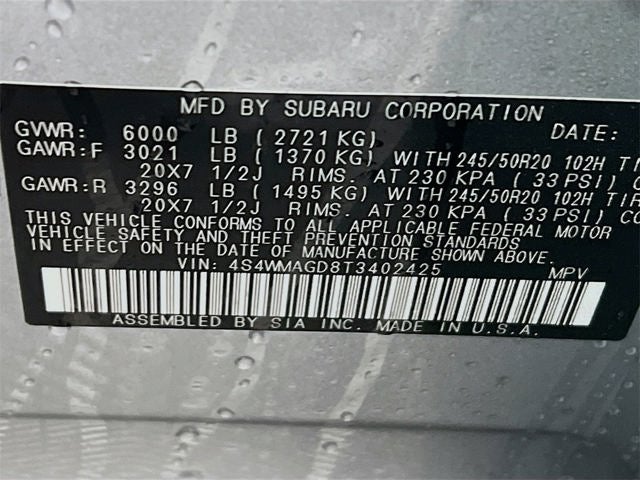 MFD BY SUBARU CORPORATION
GVWR: 6000 LB ( 2721 KG) DATE:
GAWR:F 3021 LB ( 1370 KG) WITH 245/50R20 102H TI
20X7 1/2J RIMS. AT 230 KPA ( 33 PSI) C
GAWR:R 3296 LB ( 1495 KG) WITH 245/50R20 102H TIR
20X7 1/2J RIMS. AT 230 KPA ( 33 PSI) CO
THIS VEHICLE CONFORMS TO ALL APPLICABLE FEDERAL MOTOR
VEHICLE SAFETY AND THEFT PREVENTION STANDARDS
IN EFFECT ON THE DATE OF MANUFACTURE SHOWN ABOVE.
VIN: 4S4WMAGD8T3402425 MPV
ASSEMBLED BY SIA INC. MADE IN U.S.A.